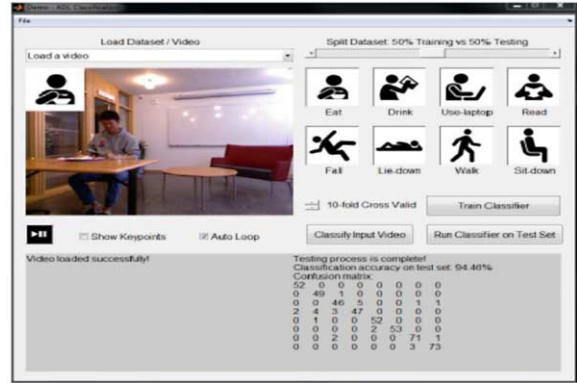 Demo - ADL Classification
File
Load Dataset / Video
Load a video
Split Dataset: 50% Training vs 50% Testing
Eat Drink Use-laptop Read
Fall Lie-down Walk Sit-down
10-fold Cross Valid
Train Classifier
Show Keypoints
Auto Loop
Classify Input Video
Run Classifier on Test Set
Video loaded successfully!
Testing process is complete!
Classification accuracy on test set: 94.46%
Confusion matrix:
52 0 0 0 0 0 0 0
0 49 1 0 0 0 0 0
0 0 46 5 0 0 1 1
2 4 3 47 0 0 0 0
0 1 0 0 52 0 0 0
0 0 0 0 2 53 0 0
0 0 2 0 0 0 71 1
0 0 0 0 0 0 3 73